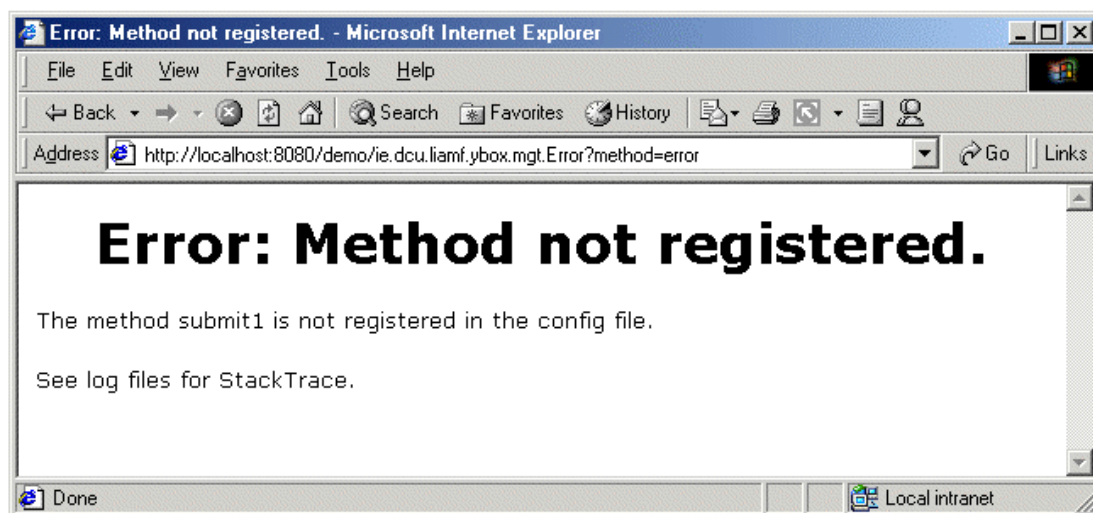 Error: Method not registered. - Microsoft Internet Explorer
File Edit View Favorites Tools Help
Back Search Favorites History
Address http://localhost:8080/demo/ie.dcu.liamf.ybox.mgt.Error?method=error Go Links
Error: Method not registered.
The method submit1 is not registered in the config file.
See log files for StackTrace.
Done Local intranet